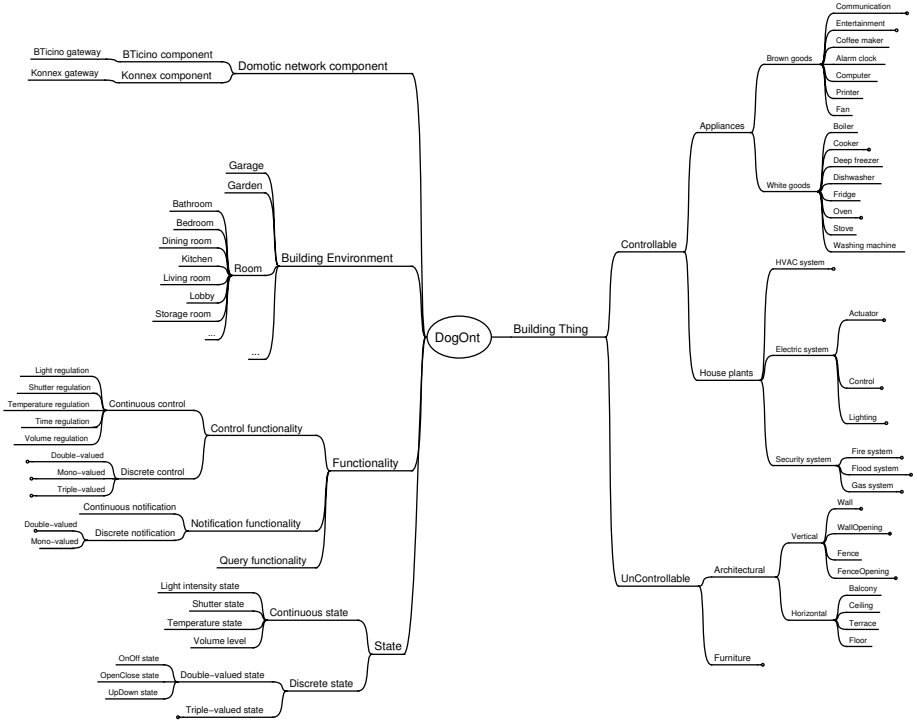 DogOnt
Domotic network component
BTicino component
BTicino gateway
Konnex component
Konnex gateway
Building Environment
Garage
Garden
Room
Bathroom
Bedroom
Dining room
Kitchen
Living room
Lobby
Storage room
...
...
Functionality
Control functionality
Continuous control
Light regulation
Shutter regulation
Temperature regulation
Time regulation
Volume regulation
Discrete control
Double−valued
Mono−valued
Triple−valued
Notification functionality
Continuous notification
Discrete notification
Double−valued
Mono−valued
Query functionality
State
Continuous state
Light intensity state
Shutter state
Temperature state
Volume level
Discrete state
Double−valued state
OnOff state
OpenClose state
UpDown state
Triple−valued state
Building Thing
Controllable
Appliances
Brown goods
Communication
Entertainment
Coffee maker
Alarm clock
Computer
Printer
Fan
White goods
Boiler
Cooker
Deep freezer
Dishwasher
Fridge
Oven
Stove
Washing machine
House plants
HVAC system
Electric system
Actuator
Control
Lighting
Security system
Fire system
Flood system
Gas system
UnControllable
Architectural
Vertical
Wall
WallOpening
Fence
FenceOpening
Horizontal
Balcony
Ceiling
Terrace
Floor
Furniture